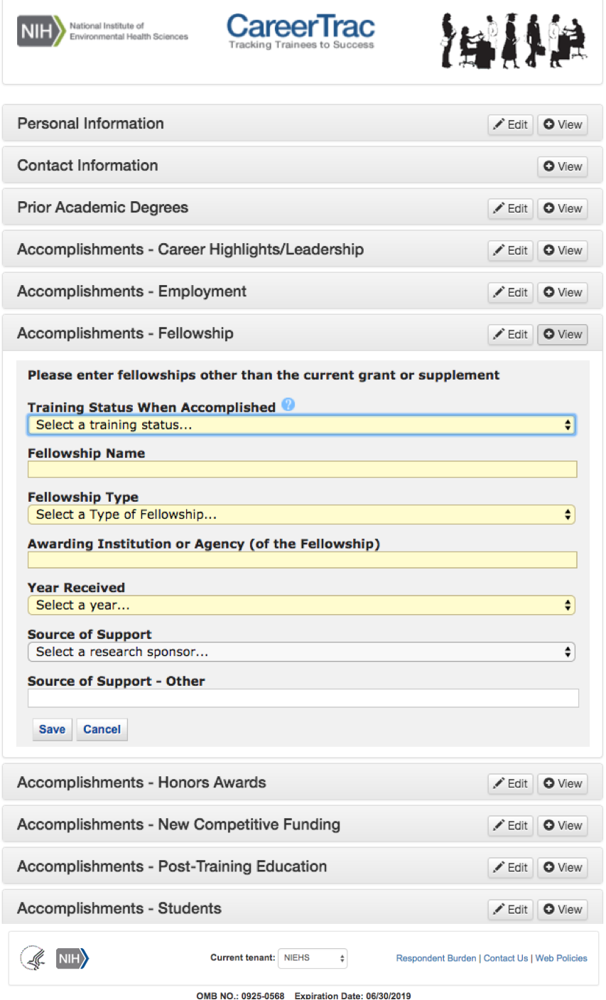 NIH National Institute of
Environmental Health Sciences
CareerTrac
Tracking Trainees to Success
Personal Information Edit View
Contact Information View
Prior Academic Degrees Edit View
Accomplishments - Career Highlights/Leadership Edit View
Accomplishments - Employment Edit View
Accomplishments - Fellowship Edit View
Please enter fellowships other than the current grant or supplement
Training Status When Accomplished ?
Select a training status...
Fellowship Name
Fellowship Type
Select a Type of Fellowship...
Awarding Institution or Agency (of the Fellowship)
Year Received
Select a year...
Source of Support
Select a research sponsor...
Source of Support - Other
Save Cancel
Accomplishments - Honors Awards Edit View
Accomplishments - New Competitive Funding Edit View
Accomplishments - Post-Training Education Edit View
Accomplishments - Students Edit View
NIH Current tenant: NIEHS Respondent Burden | Contact Us | Web Policies
OMB NO.: 0925-0568 Expiration Date: 06/30/2019